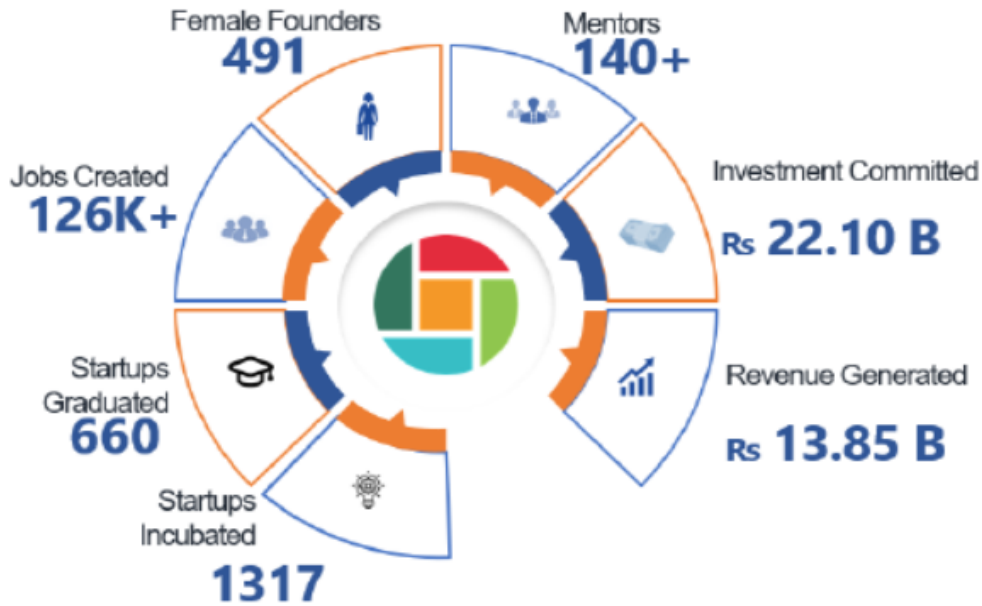 Female Founders
491
Mentors
140+
Jobs Created
126K+
Investment Committed
Rs 22.10 B
Startups
Graduated
660
Revenue Generated
Rs 13.85 B
Startups
Incubated
1317